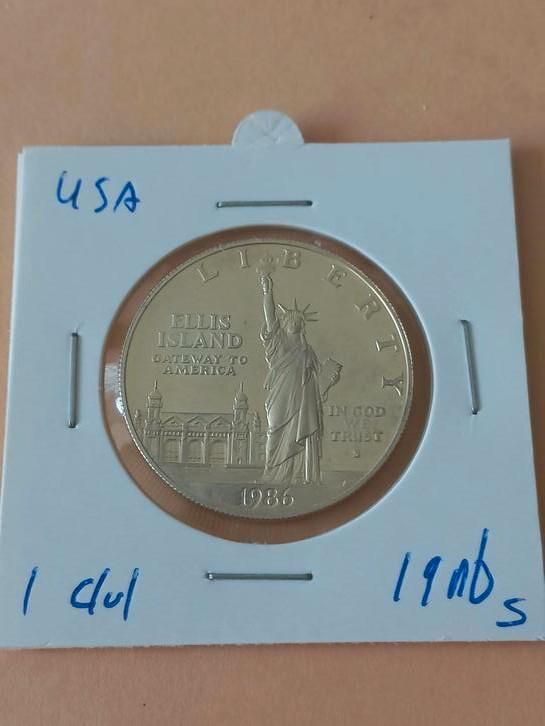 USA
LIBERTY
ELLIS
ISLAND
GATEWAY TO
AMERICA
IN GOD
WE
TRUST
S
1986
1 dol
1986 s